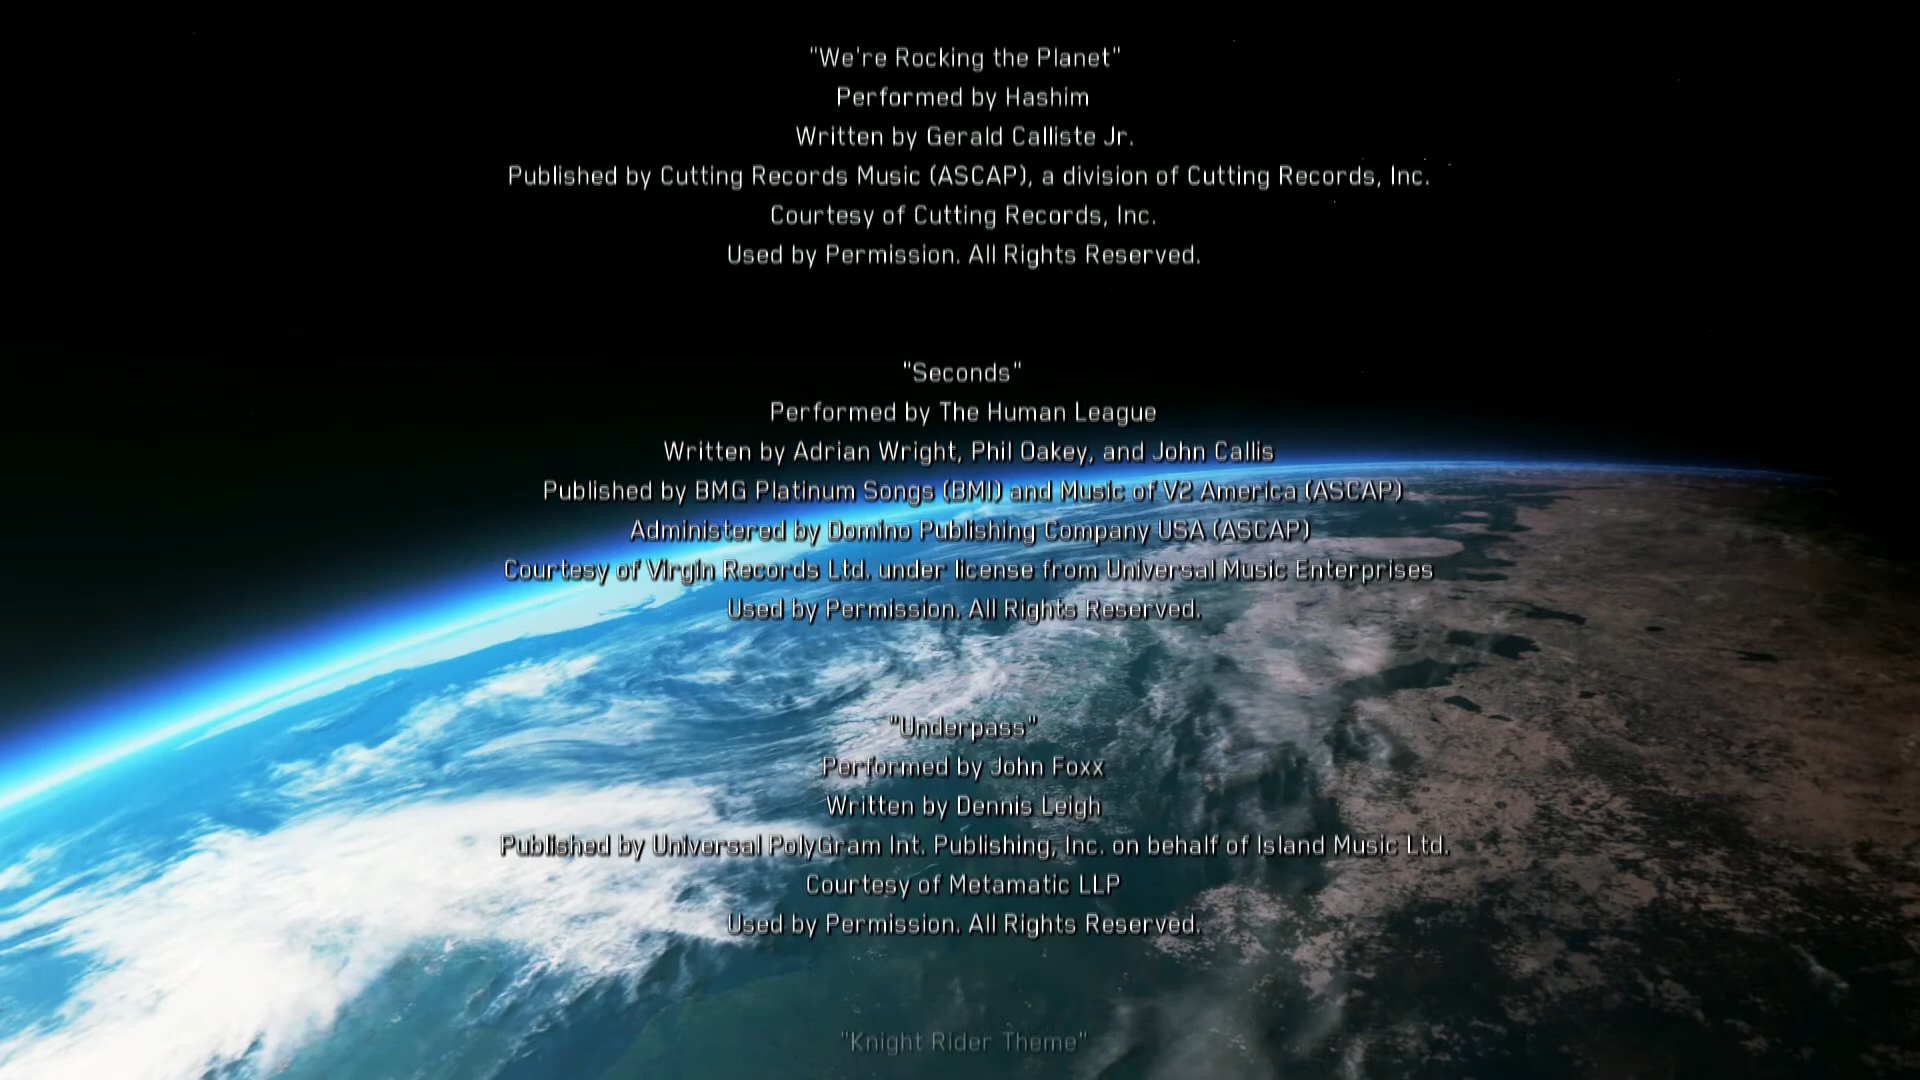 "We're Rocking the Planet"
Performed by Hashim
Written by Gerald Calliste Jr.
Published by Cutting Records Music (ASCAP), a division of Cutting Records, Inc.
Courtesy of Cutting Records, Inc.
Used by Permission. All Rights Reserved.
"Seconds"
Performed by The Human League
Written by Adrian Wright, Phil Oakey, and John Callis
Published by BMG Platinum Songs (BMI) and Music of V2 America (ASCAP)
Administered by Domino Publishing Company USA (ASCAP)
Courtesy of Virgin Records Ltd. under license from Universal Music Enterprises
Used by Permission. All Rights Reserved.
"Underpass"
Performed by John Foxx
Written by Dennis Leigh
Published by Universal PolyGram Int. Publishing, Inc. on behalf of Island Music Ltd.
Courtesy of Metamatic LLP
Used by Permission. All Rights Reserved.
"Knight Rider Theme"